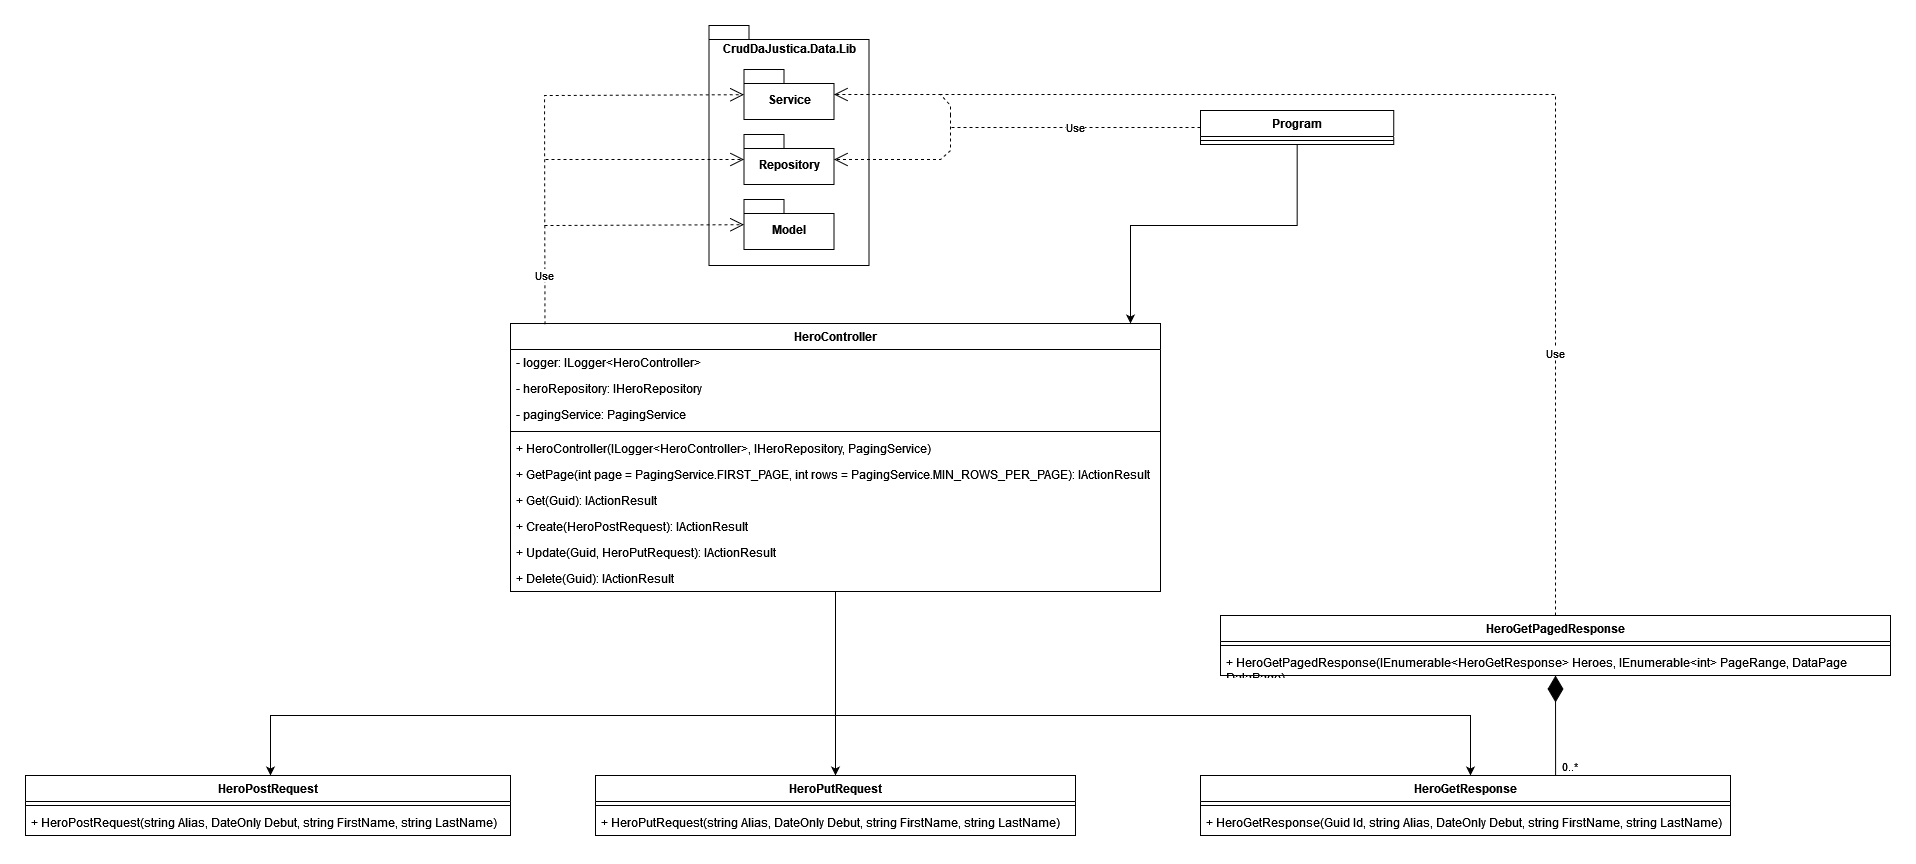 CrudDaJustica.Data.Lib
Service
Repository
Model
Use
Program
Use
Use
HeroController
- logger: ILogger<HeroController>
- heroRepository: IHeroRepository
- pagingService: PagingService
+ HeroController(ILogger<HeroController>, IHeroRepository, PagingService)
+ GetPage(int page = PagingService.FIRST_PAGE, int rows = PagingService.MIN_ROWS_PER_PAGE): IActionResult
+ Get(Guid): IActionResult
+ Create(HeroPostRequest): IActionResult
+ Update(Guid, HeroPutRequest): IActionResult
+ Delete(Guid): IActionResult
HeroGetPagedResponse
+ HeroGetPagedResponse(IEnumerable<HeroGetResponse> Heroes, IEnumerable<int> PageRange, DataPage
0..*
HeroPostRequest
+ HeroPostRequest(string Alias, DateOnly Debut, string FirstName, string LastName)
HeroPutRequest
+ HeroPutRequest(string Alias, DateOnly Debut, string FirstName, string LastName)
HeroGetResponse
+ HeroGetResponse(Guid Id, string Alias, DateOnly Debut, string FirstName, string LastName)